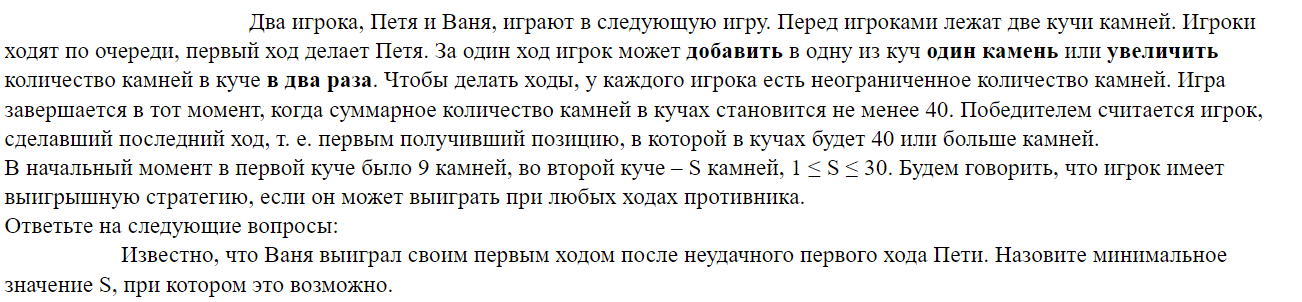 Два игрока, Петя и Ваня, играют в следующую игру. Перед игроками лежат две кучи камней. Игроки
ходят по очереди, первый ход делает Петя. За один ход игрок может добавить в одну из куч один камень или увеличить
количество камней в куче в два раза. Чтобы делать ходы, у каждого игрока есть неограниченное количество камней. Игра
завершается в тот момент, когда суммарное количество камней в кучах становится не менее 40. Победителем считается игрок,
сделавший последний ход, т. е. первым получивший позицию, в которой в кучах будет 40 или больше камней.
В начальный момент в первой куче было 9 камней, во второй куче – S камней, 1 ≤ S ≤ 30. Будем говорить, что игрок имеет
выигрышную стратегию, если он может выиграть при любых ходах противника.
Ответьте на следующие вопросы:
Известно, что Ваня выиграл своим первым ходом после неудачного первого хода Пети. Назовите минимальное
значение S, при котором это возможно.